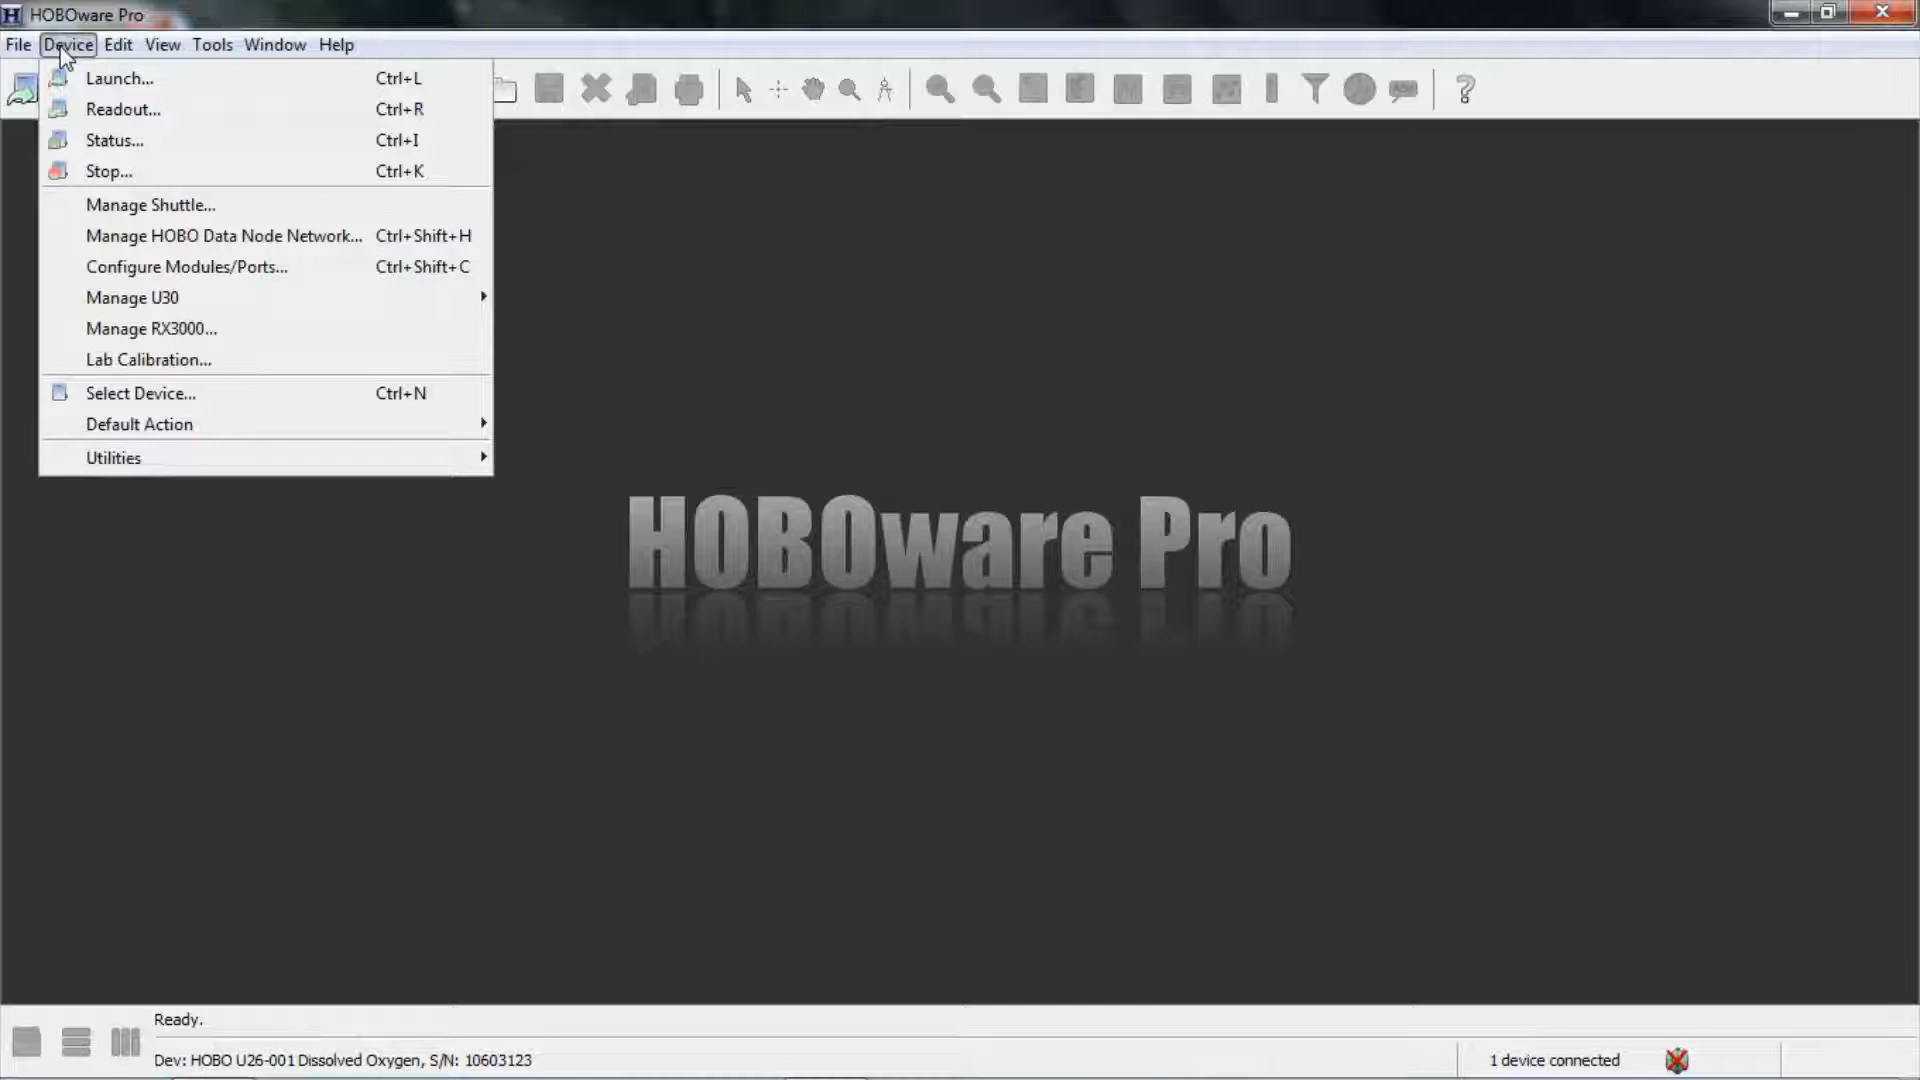 HOBOware Pro
File Device Edit View Tools Window Help
Launch... Ctrl+L
Readout... Ctrl+R
Status... Ctrl+I
Stop... Ctrl+K
Manage Shuttle...
Manage HOBO Data Node Network... Ctrl+Shift+H
Configure Modules/Ports... Ctrl+Shift+C
Manage U30
Manage RX3000...
Lab Calibration...
Select Device... Ctrl+N
Default Action
Utilities
HOBOware Pro
Ready.
Dev: HOBO U26-001 Dissolved Oxygen, S/N: 10603123
1 device connected